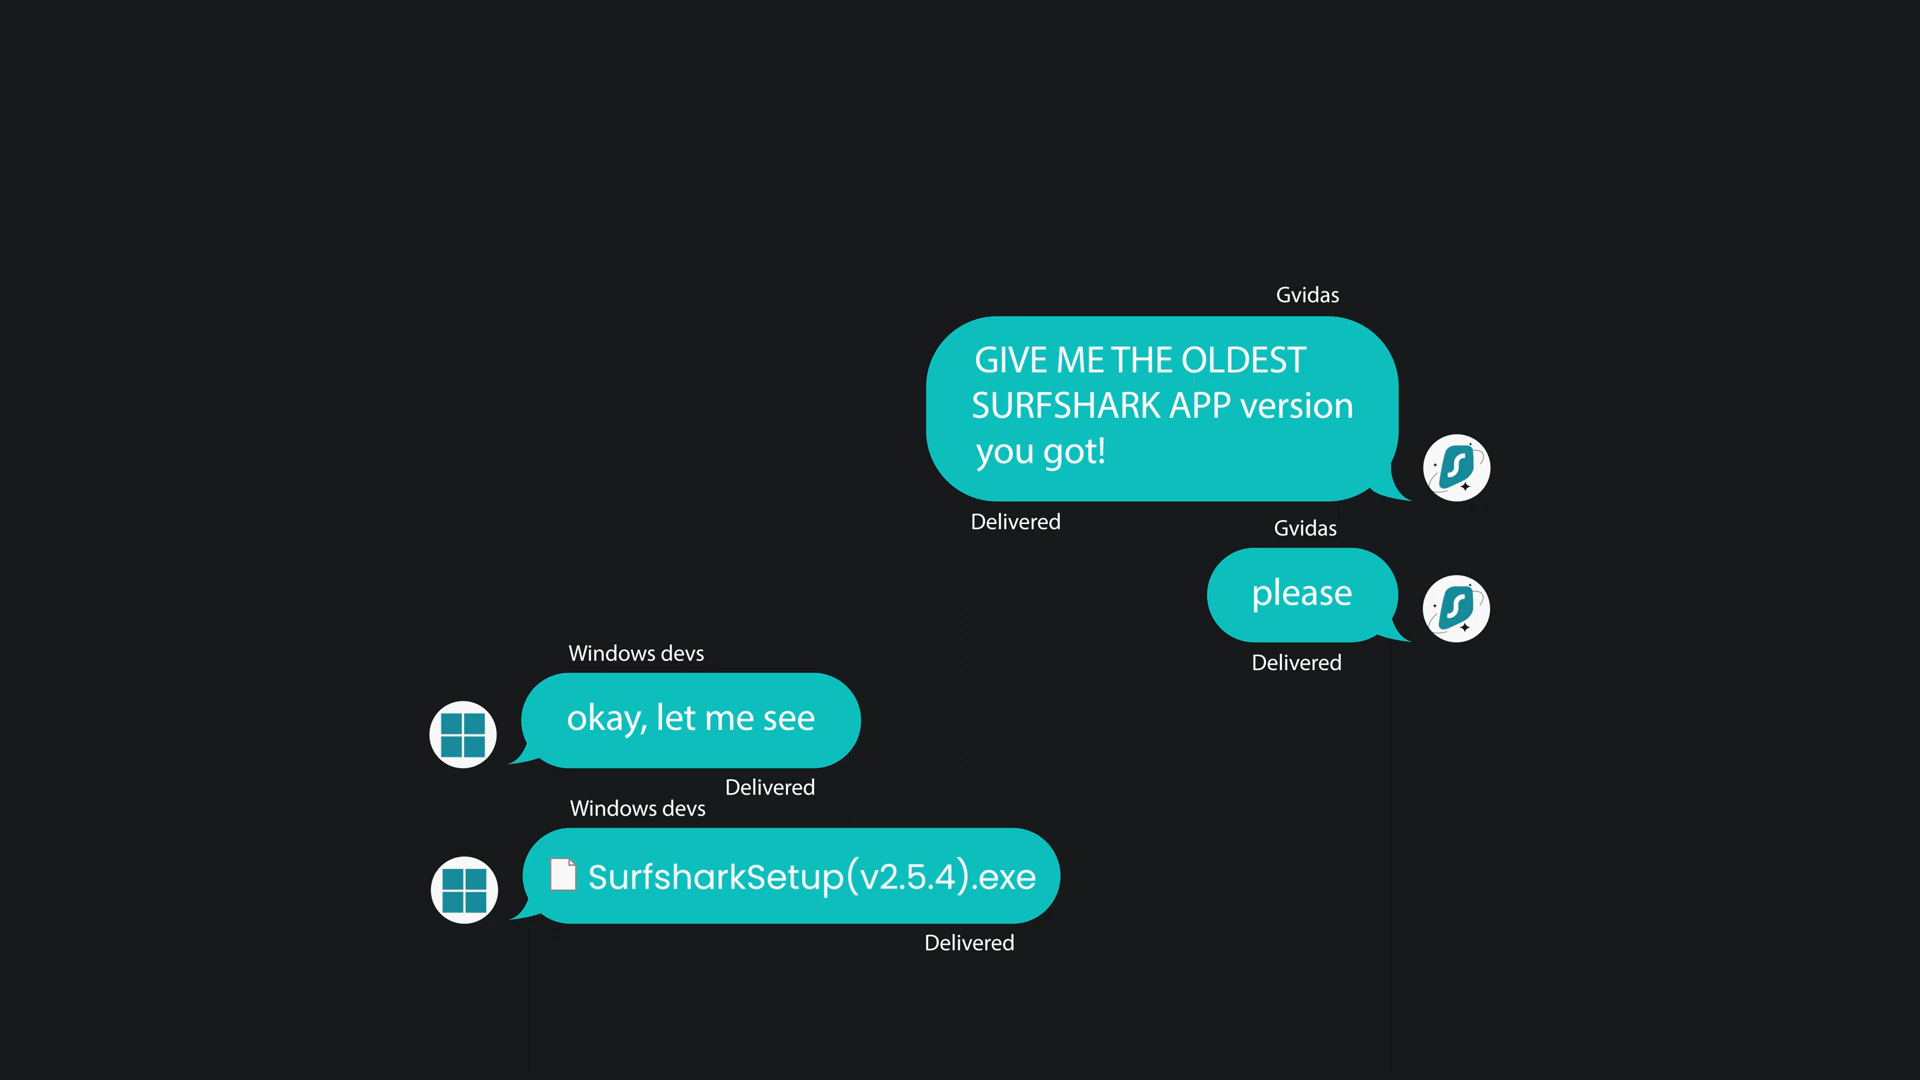 Gvidas
GIVE ME THE OLDEST
SURFSHARK APP version
you got!
Delivered
Gvidas
please
Delivered
Windows devs
okay, let me see
Delivered
Windows devs
SurfsharkSetup(v2.5.4).exe
Delivered